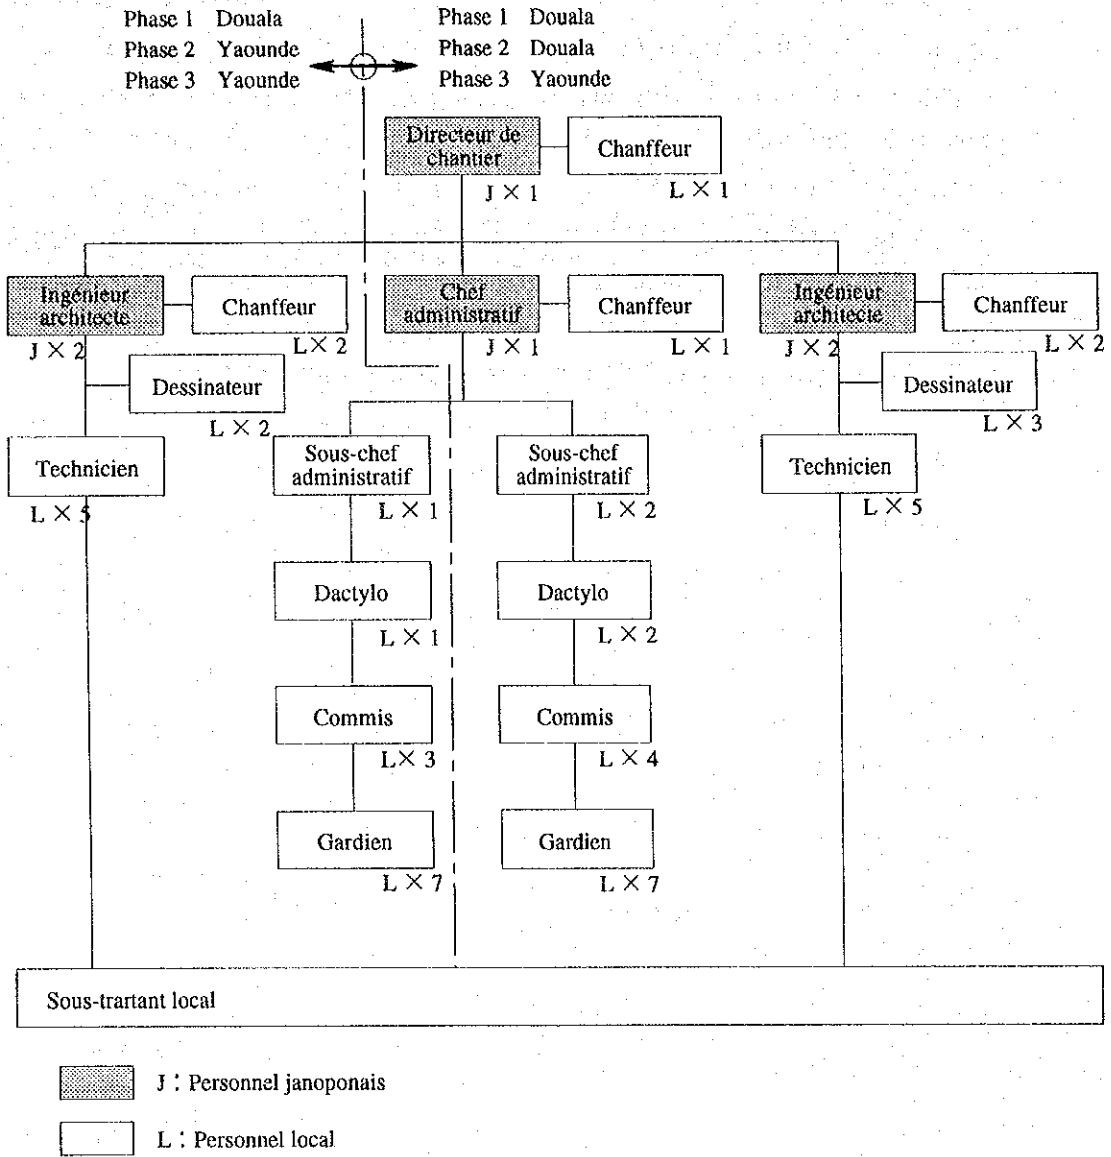 Phase 1 Douala
Phase 2 Yaounde
Phase 3 Yaounde
Phase 1 Douala
Phase 2 Douala
Phase 3 Yaounde
Directeur de
chantier
J × 1
Chanffeur
L × 1
Ingénieur
architecte
J × 2
Chanffeur
L × 2
Chef
administratif
J × 1
Chanffeur
L × 1
Ingénieur
architecte
J × 2
Chanffeur
L × 2
Dessinateur
L × 2
Dessinateur
L × 3
Technicien
L × 5
Sous-chef
administratif
L × 1
Sous-chef
administratif
L × 2
Technicien
L × 5
Dactylo
L × 1
Dactylo
L × 2
Commis
L × 3
Commis
L × 4
Gardien
L × 7
Gardien
L × 7
Sous-trartant local
J : Personnel janoponais
L : Personnel local